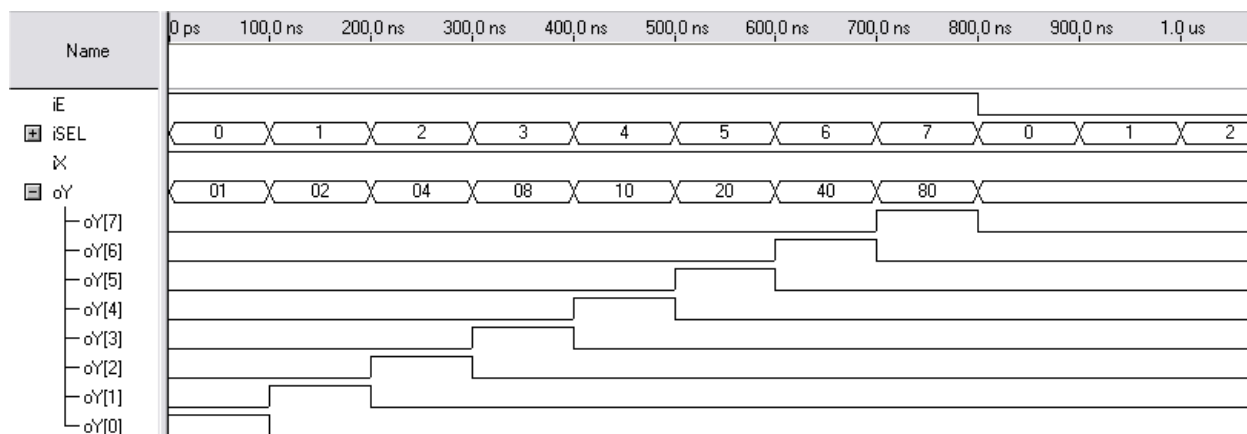 Name
0 ps 100,0 ns 200,0 ns 300,0 ns 400,0 ns 500,0 ns 600,0 ns 700,0 ns 800,0 ns 900,0 ns 1.0 us
iE
iSEL 0 1 2 3 4 5 6 7 0 1 2
iX
oY 01 02 04 08 10 20 40 80
oY[7]
oY[6]
oY[5]
oY[4]
oY[3]
oY[2]
oY[1]
oY[0]